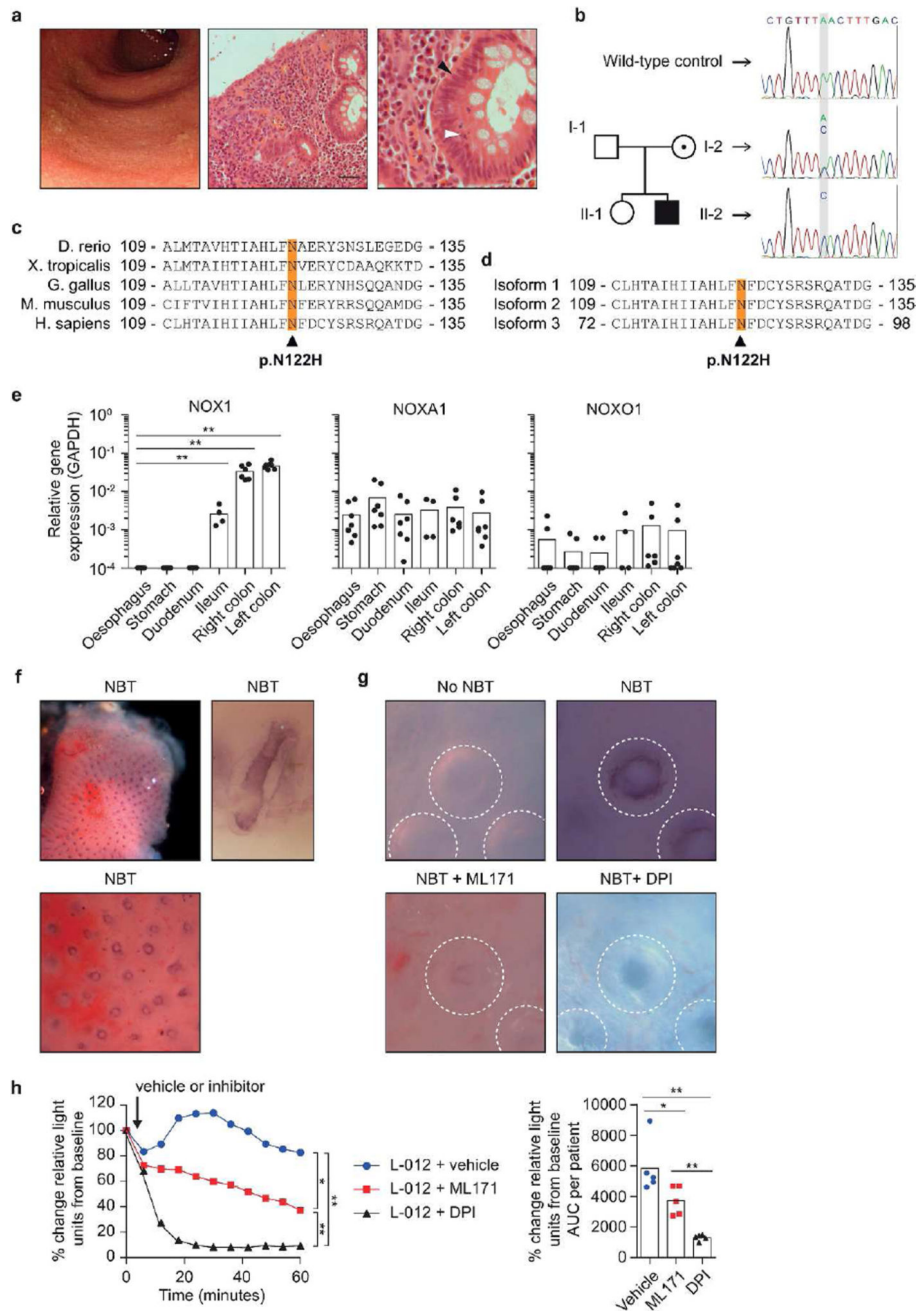 a
b
CTGTTTAACTTTGAC
Wild-type control
A
C
I-1
I-2
C
II-1
II-2
c
D. rerio 109 - ALMTAVHTIAHLFNAERYSNSLEGEDG - 135
X. tropicalis 109 - ALMTAVHTIAHLFNVERYCDAAQKKTD - 135
G. gallus 109 - ALLTAVHTIAHLFNLERYNHSQQANDG - 135
M. musculus 109 - CIFTVIHTIAHLFNFERYRRSQQAMDG - 135
H. sapiens 109 - CLHTAIHIIAHLFNFDCYSRSRQATDG - 135
p.N122H
d
Isoform 1 109 - CLHTAIHIIAHLFNFDCYSRSRQATDG - 135
Isoform 2 109 - CLHTAIHIIAHLFNFDCYSRSRQATDG - 135
Isoform 3 72 - CLHTAIHIIAHLFNFDCYSRSRQATDG - 98
p.N122H
e
NOX1
NOXA1
NOXO1
Relative gene
expression (GAPDH)
10⁰
10⁻¹
10⁻²
10⁻³
10⁻⁴
**
**
**
Oesophagus
Stomach
Duodenum
Ileum
Right colon
Left colon
Oesophagus
Stomach
Duodenum
Ileum
Right colon
Left colon
Oesophagus
Stomach
Duodenum
Ileum
Right colon
Left colon
f
NBT
NBT
NBT
g
No NBT
NBT
NBT + ML171
NBT+ DPI
h
vehicle or inhibitor
% change relative light
units from baseline
120
100
80
60
40
20
0
0
20
40
60
Time (minutes)
*
**
**
L-012 + vehicle
L-012 + ML171
L-012 + DPI
% change relative light
units from baseline
AUC per patient
10000
8000
6000
4000
2000
0
**
*
**
Vehicle
ML171
DPI